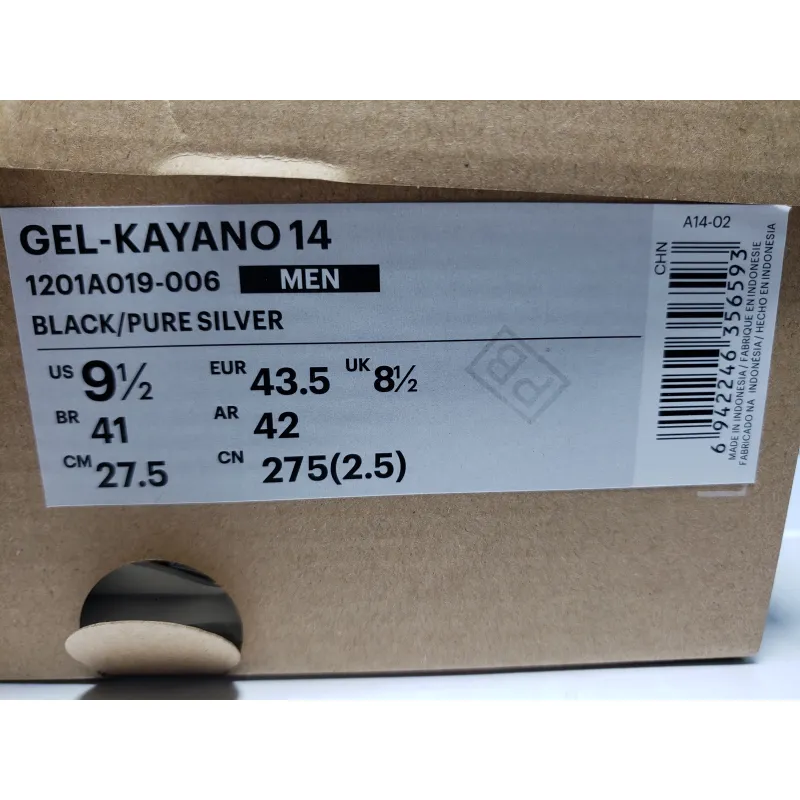 GEL-KAYANO 14
1201A019-006 MEN
BLACK/PURE SILVER
US 9½ EUR 43.5 UK 8½
BR 41 AR 42
CM 27.5 CN 275(2.5)
PB
A14-02
CHN
6 942246 356593
MADE IN INDONESIA / FABRIQUE EN INDONESIE
FABRICADO NA INDONÉSIA / HECHO EN INDONESIA